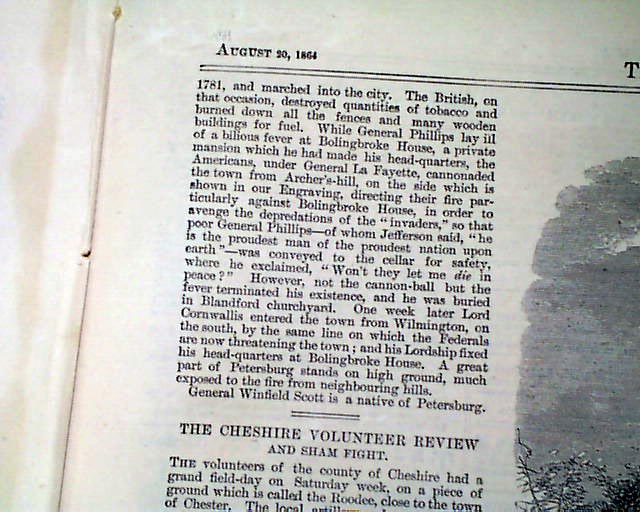 AUGUST 20, 1864
T
1781, and marched into the city. The British, on
that occasion, destroyed quantities of tobacco and
burned down all the fences and many wooden
buildings for fuel. While General Phillips lay ill
of a bilious fever at Bolingbroke House, a private
mansion which he had made his head-quarters, the
Americans, under General La Fayette, cannonaded
the town from Archer's-hill, on the side which is
shown in our Engraving, directing their fire par-
ticularly against Bolingbroke House, in order to
avenge the depredations of the "invaders," so that
poor General Phillips—of whom Jefferson said, "he
is the proudest man of the proudest nation upon
earth"—was conveyed to the cellar for safety,
where he exclaimed, "Won't they let me die in
peace?" However, not the cannon-ball but the
fever terminated his existence, and he was buried
in Blandford churchyard. One week later Lord
Cornwallis entered the town from Wilmington, on
the south, by the same line on which the Federals
are now threatening the town; and his Lordship fixed
his head-quarters at Bolingbroke House. A great
part of Petersburg stands on high ground, much
exposed to the fire from neighbouring hills.
General Winfield Scott is a native of Petersburg.
THE CHESHIRE VOLUNTEER REVIEW
AND SHAM FIGHT.
THE volunteers of the county of Cheshire had a
grand field-day on Saturday week, on a piece of
ground which is called the Roodee, close to the town
of Chester. The local